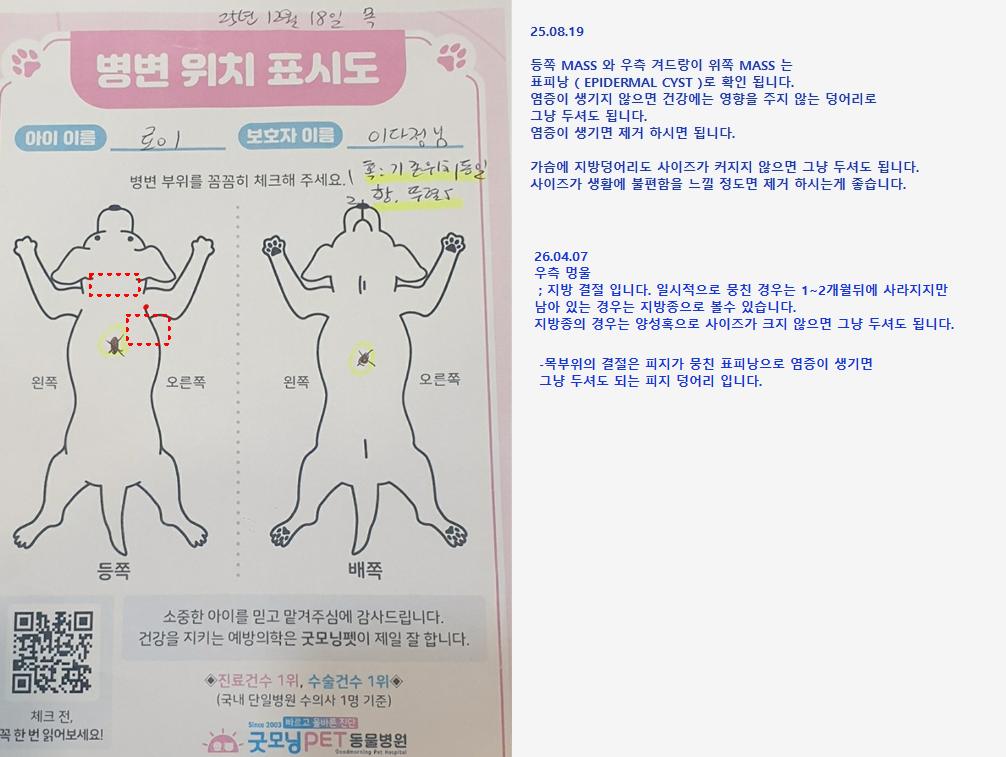 25년 12월 18일 목
병변 위치 표시도
아이 이름 로이 보호자 이름 이다정님
병변 부위를 꼼꼼히 체크해 주세요.
1 혹: 기존위치동일
2.
왼쪽 오른쪽 왼쪽 오른쪽
등쪽 배쪽
소중한 아이를 믿고 맡겨주심에 감사드립니다.
건강을 지키는 예방의학은 굿모닝펫이 제일 잘 합니다.
체크 전,
꼭 한 번 읽어보세요!
◈진료건수 1위, 수술건수 1위◈
(국내 단일병원 수의사 1명 기준)
Since 2003 빠르고 올바른 진단
굿모닝PET동물병원
Goodmorning Pet Hospital
25.08.19
등쪽 MASS 와 우측 겨드랑이 위쪽 MASS 는
표피낭 ( EPIDERMAL CYST )로 확인 됩니다.
염증이 생기지 않으면 건강에는 영향을 주지 않는 덩어리로
그냥 두셔도 됩니다.
염증이 생기면 제거 하시면 됩니다.
가슴에 지방덩어리도 사이즈가 커지지 않으면 그냥 두셔도 됩니다.
사이즈가 생활에 불편함을 느낄 정도면 제거 하시는게 좋습니다.
26.04.07
우측 멍울
; 지방 결절 입니다. 일시적으로 뭉친 경우는 1~2개월뒤에 사라지지만
남아 있는 경우는 지방종으로 볼수 있습니다.
지방종의 경우는 양성혹으로 사이즈가 크지 않으면 그냥 두셔도 됩니다.
-목부위의 결절은 피지가 뭉친 표피낭으로 염증이 생기면
그냥 두셔도 되는 피지 덩어리 입니다.